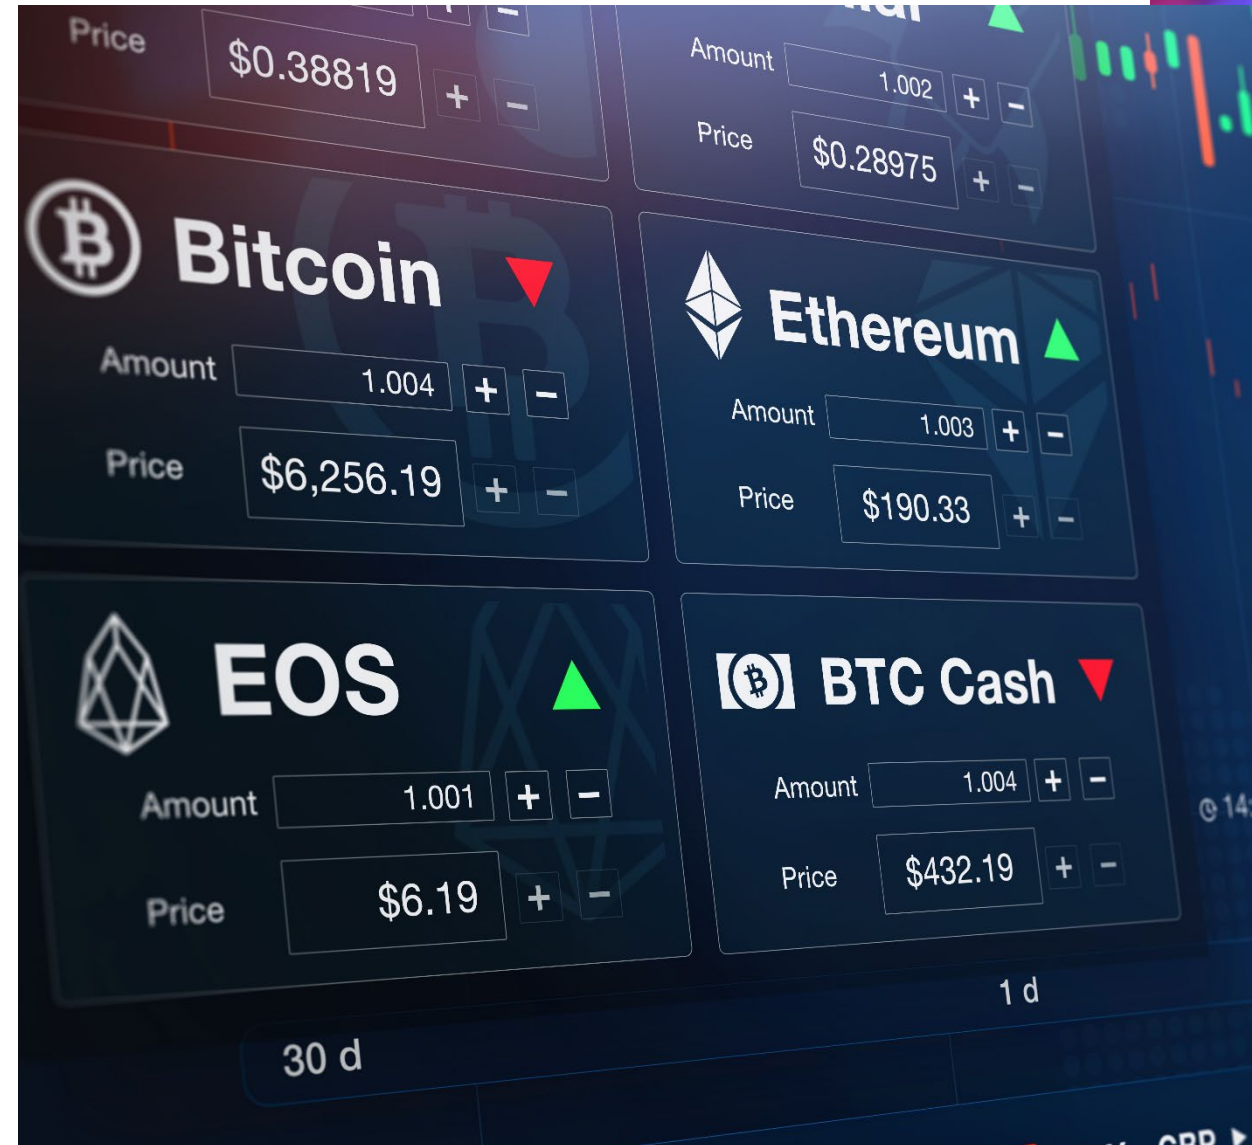 Price $0.38819 + −
Amount 1.002 + −
Price $0.28975 + −
Bitcoin
Amount 1.004 + −
Price $6,256.19 + −
Ethereum
Amount 1.003 + −
Price $190.33 + −
EOS
Amount 1.001 + −
Price $6.19 + −
BTC Cash
Amount 1.004 + −
Price $432.19 + −
14:
30 d
1 d
GBP